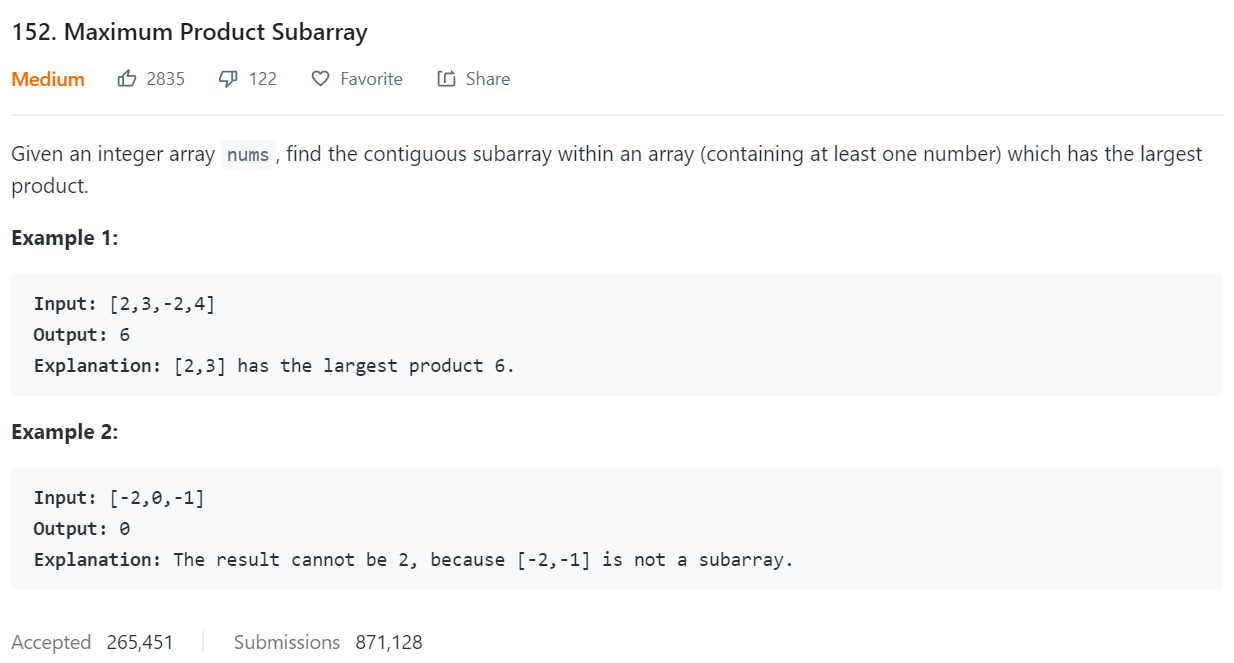 152. Maximum Product Subarray
Medium 2835 122 Favorite Share
Given an integer array nums , find the contiguous subarray within an array (containing at least one number) which has the largest
product.
Example 1:
Input: [2,3,-2,4]
Output: 6
Explanation: [2,3] has the largest product 6.
Example 2:
Input: [-2,0,-1]
Output: 0
Explanation: The result cannot be 2, because [-2,-1] is not a subarray.
Accepted 265,451 Submissions 871,128